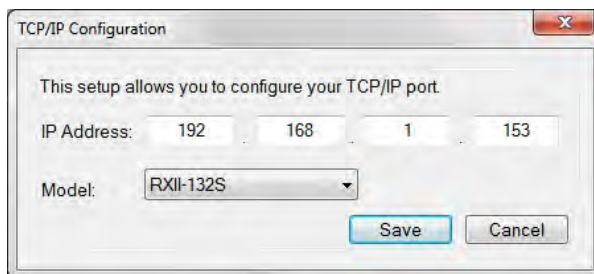 TCP/IP Configuration
This setup allows you to configure your TCP/IP port.
IP Address: 192 . 168 . 1 . 153
Model: RXII-132S
Save Cancel